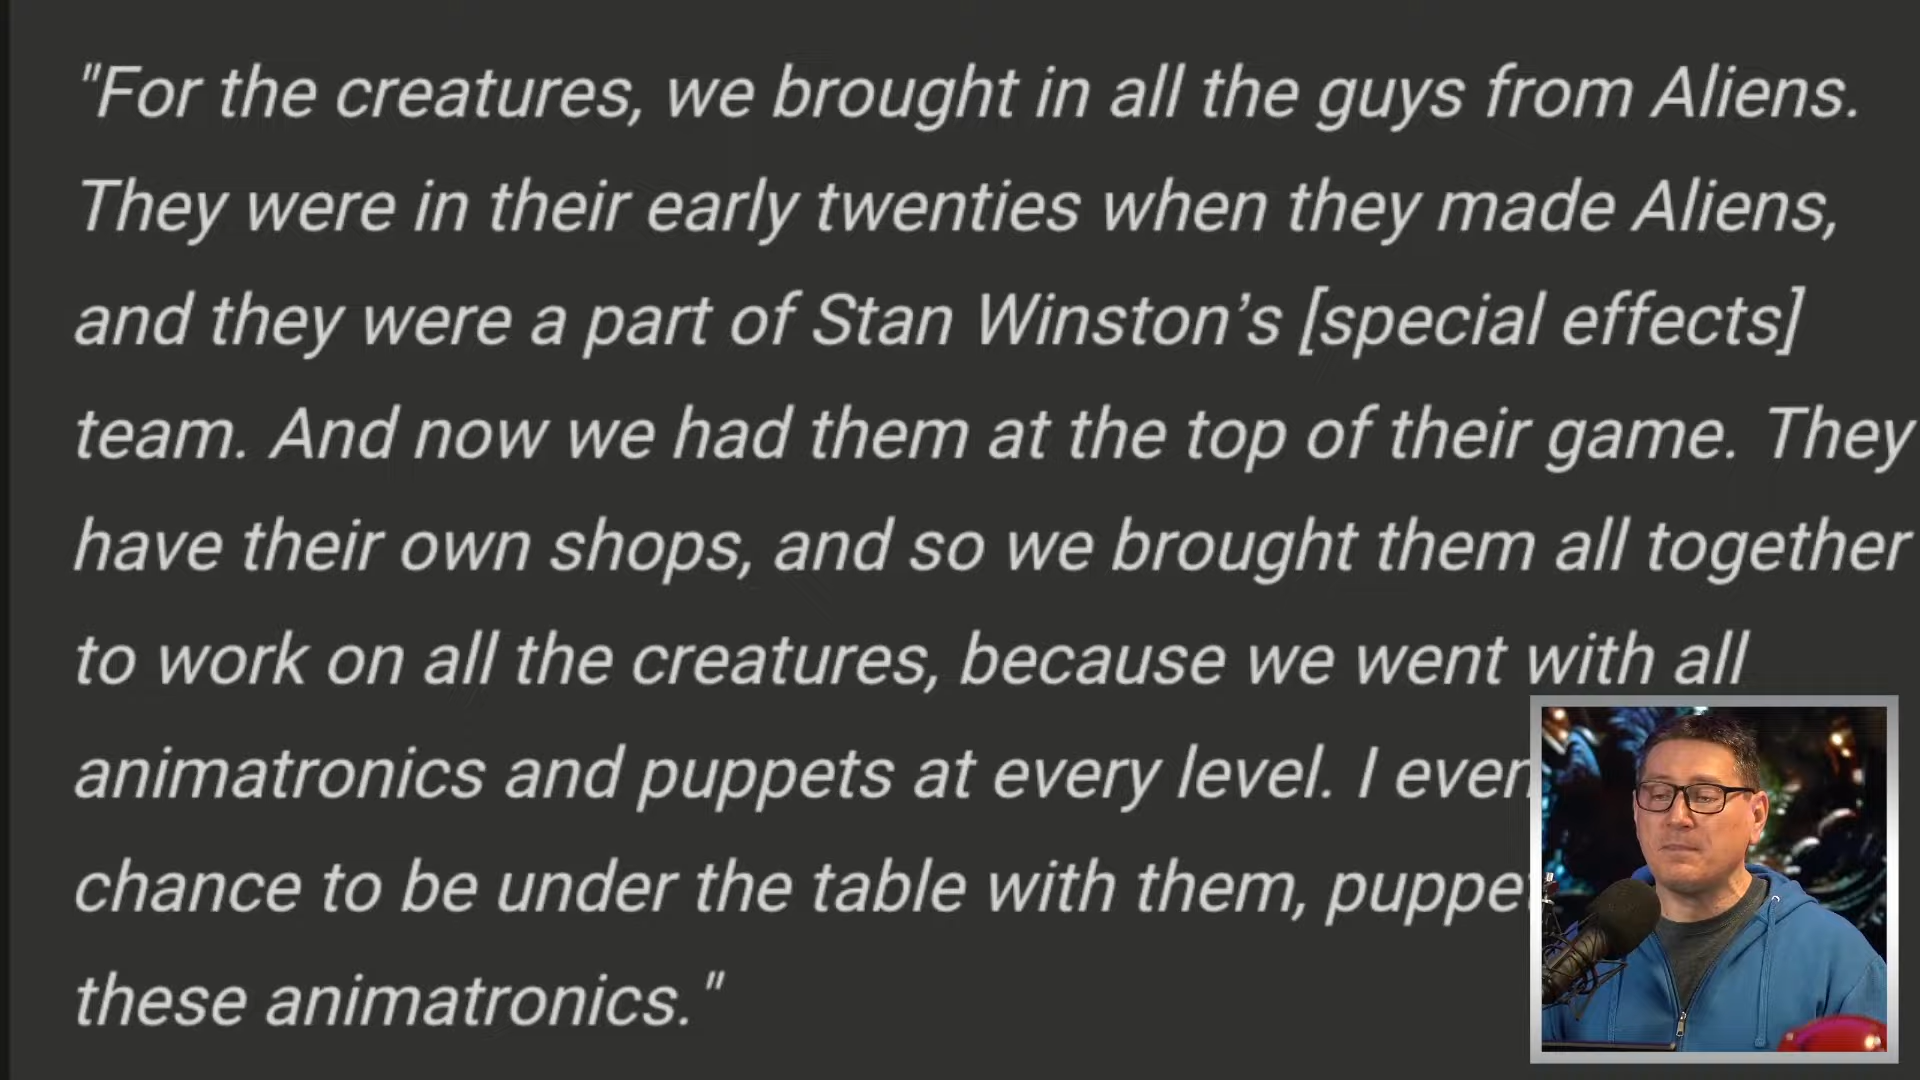 "For the creatures, we brought in all the guys from Aliens.
They were in their early twenties when they made Aliens,
and they were a part of Stan Winston’s [special effects]
team. And now we had them at the top of their game. They
have their own shops, and so we brought them all together
to work on all the creatures, because we went with all
animatronics and puppets at every level. I even
chance to be under the table with them,
these animatronics."